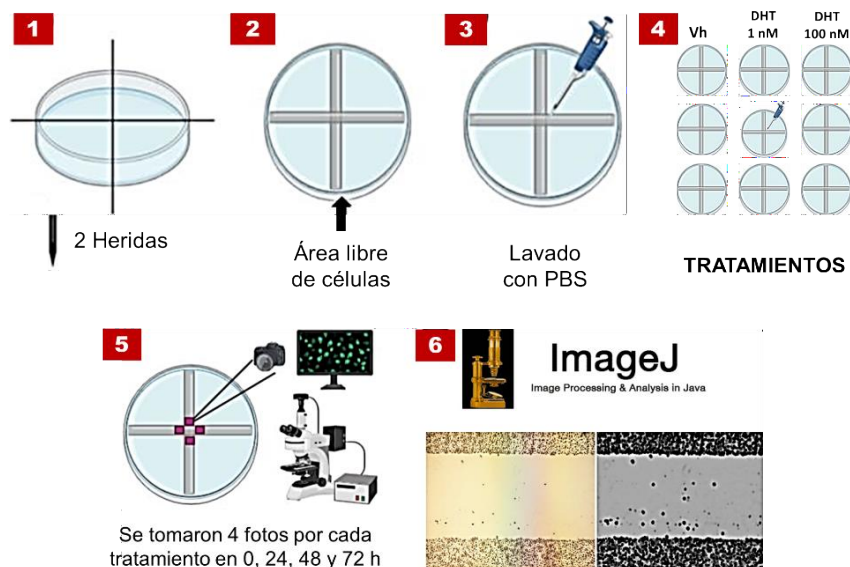 1
2 Heridas
2
Área libre
de células
3
Lavado
con PBS
4
Vh
DHT
1 nM
DHT
100 nM
TRATAMIENTOS
5
Se tomaron 4 fotos por cada
tratamiento en 0, 24, 48 y 72 h
6
ImageJ
Image Processing & Analysis in Java